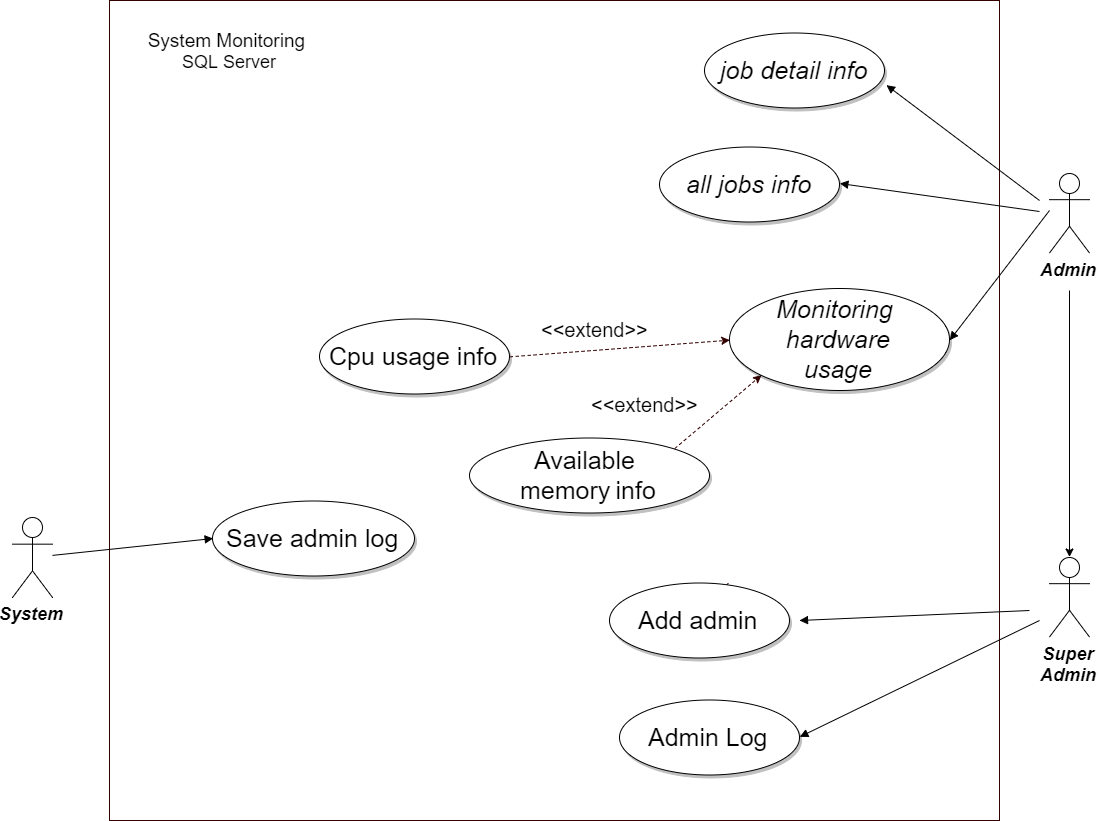 System Monitoring
SQL Server
job detail info
all jobs info
Admin
Monitoring
hardware
usage
<<extend>>
Cpu usage info
<<extend>>
Available
memory info
Save admin log
System
Add admin
Super
Admin
Admin Log